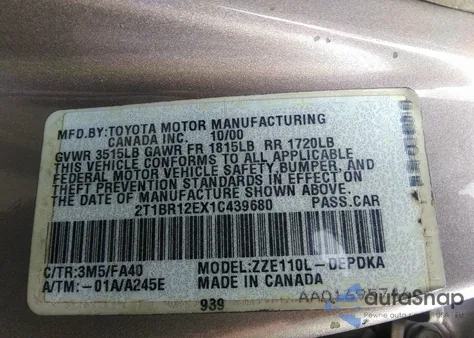 MFD.BY:TOYOTA MOTOR MANUFACTURING
CANADA INC. 10/00
GVWR 3515LB GAWR FR 1815LB RR 1720LB
THIS VEHICLE CONFORMS TO ALL APPLICABLE
FEDERAL MOTOR VEHICLE SAFETY, BUMPER, AND
THEFT PREVENTION STANDARDS IN EFFECT ON
THE DATE OF MANUFACTURE SHOWN ABOVE.
2T1BR12EX1C439680 PASS.CAR
C/TR:3M5/FA40 MODEL:ZZE110L-DEPDKA
A/TM:-01A/A245E MADE IN CANADA
939
autoSnap